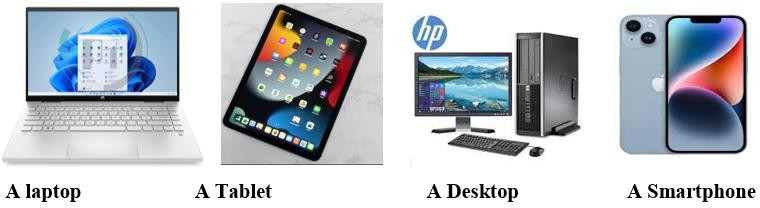 hp
A laptop
A Tablet
A Desktop
A Smartphone